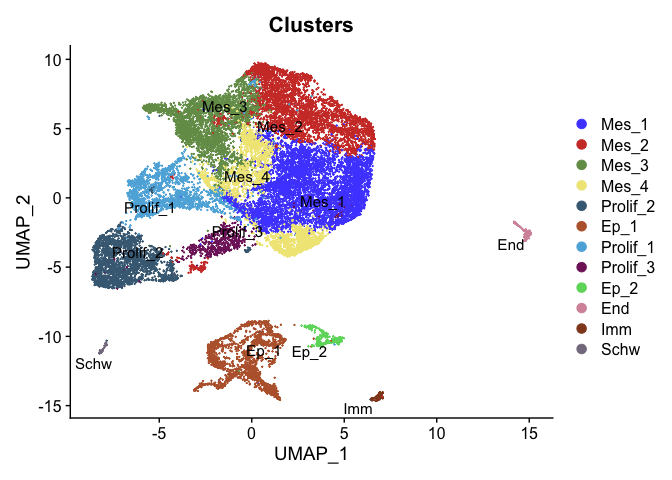 Clusters
10
5
0
-5
-10
-15
UMAP_2
Mes_3
Mes_2
Mes_4
Mes_1
Prolif_1
Prolif_3
Prolif_2
End
Ep_1
Ep_2
Schw
Imm
-5
0
5
10
15
UMAP_1
Mes_1
Mes_2
Mes_3
Mes_4
Prolif_2
Ep_1
Prolif_1
Prolif_3
Ep_2
End
Imm
Schw